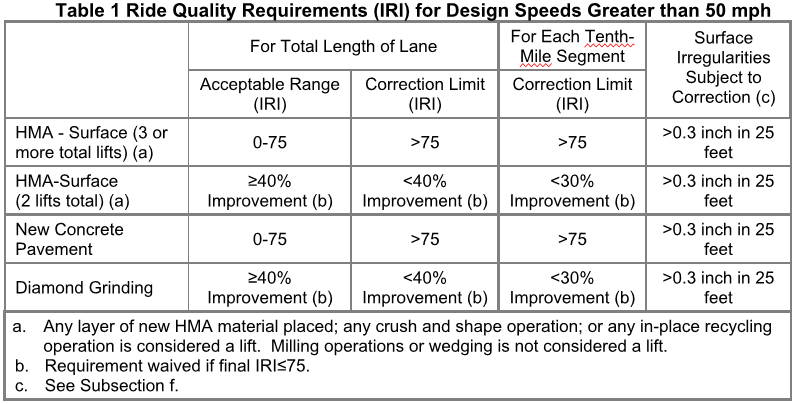 Table 1 Ride Quality Requirements (IRI) for Design Speeds Greater than 50 mph
For Total Length of Lane
For Each Tenth-
Mile Segment
Surface
Irregularities
Subject to
Correction (c)
Acceptable Range
(IRI)
Correction Limit
(IRI)
Correction Limit
(IRI)
HMA - Surface (3 or
more total lifts) (a)
0-75
>75
>75
>0.3 inch in 25
feet
HMA-Surface
(2 lifts total) (a)
≥40%
Improvement (b)
<40%
Improvement (b)
<30%
Improvement (b)
>0.3 inch in 25
feet
New Concrete
Pavement
0-75
>75
>75
>0.3 inch in 25
feet
Diamond Grinding
≥40%
Improvement (b)
<40%
Improvement (b)
<30%
Improvement (b)
>0.3 inch in 25
feet
a. Any layer of new HMA material placed; any crush and shape operation; or any in-place recycling
operation is considered a lift. Milling operations or wedging is not considered a lift.
b. Requirement waived if final IRI≤75.
c. See Subsection f.